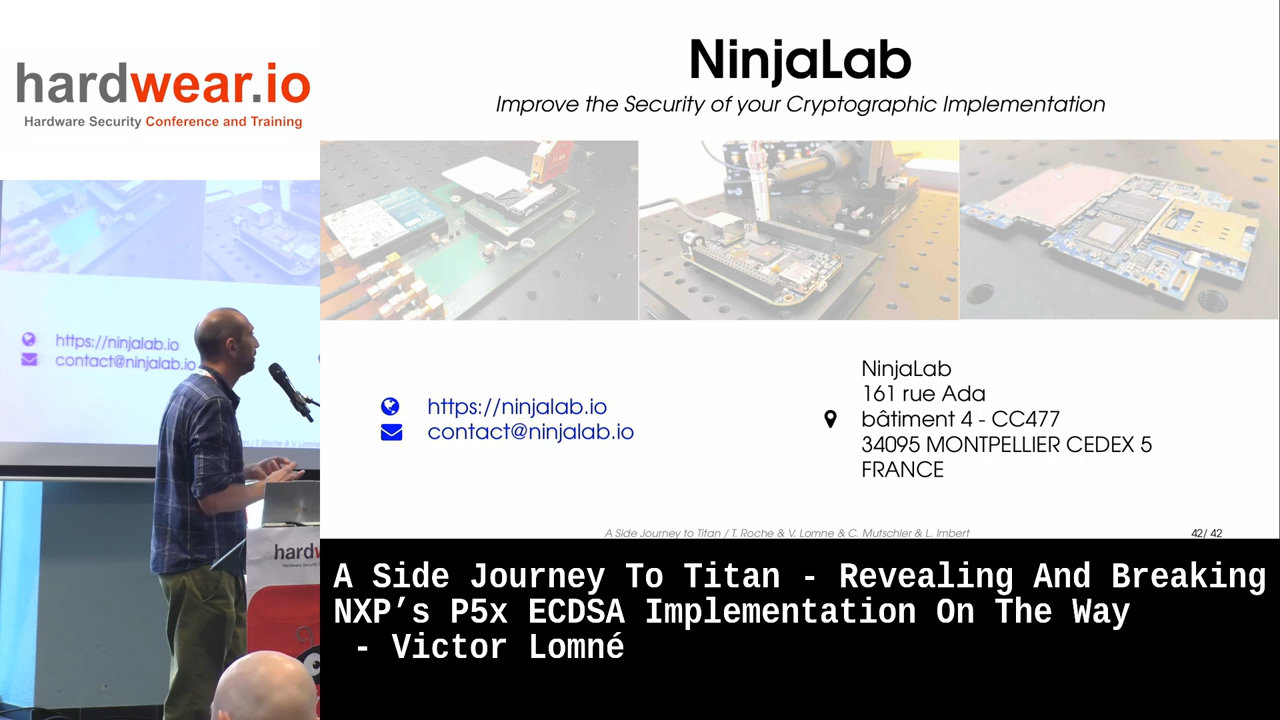 hardwear.io
Hardware Security Conference and Training
https://ninjalab.io
contact@ninjalab.io
hardw
NinjaLab
Improve the Security of your Cryptographic Implementation
https://ninjalab.io
contact@ninjalab.io
NinjaLab
161 rue Ada
bâtiment 4 - CC477
34095 MONTPELLIER CEDEX 5
FRANCE
A Side Journey to Titan / T. Roche & V. Lomne & C. Mutschler & L. Imbert
42/ 42
A Side Journey To Titan - Revealing And Breaking
NXP’s P5x ECDSA Implementation On The Way
- Victor Lomné